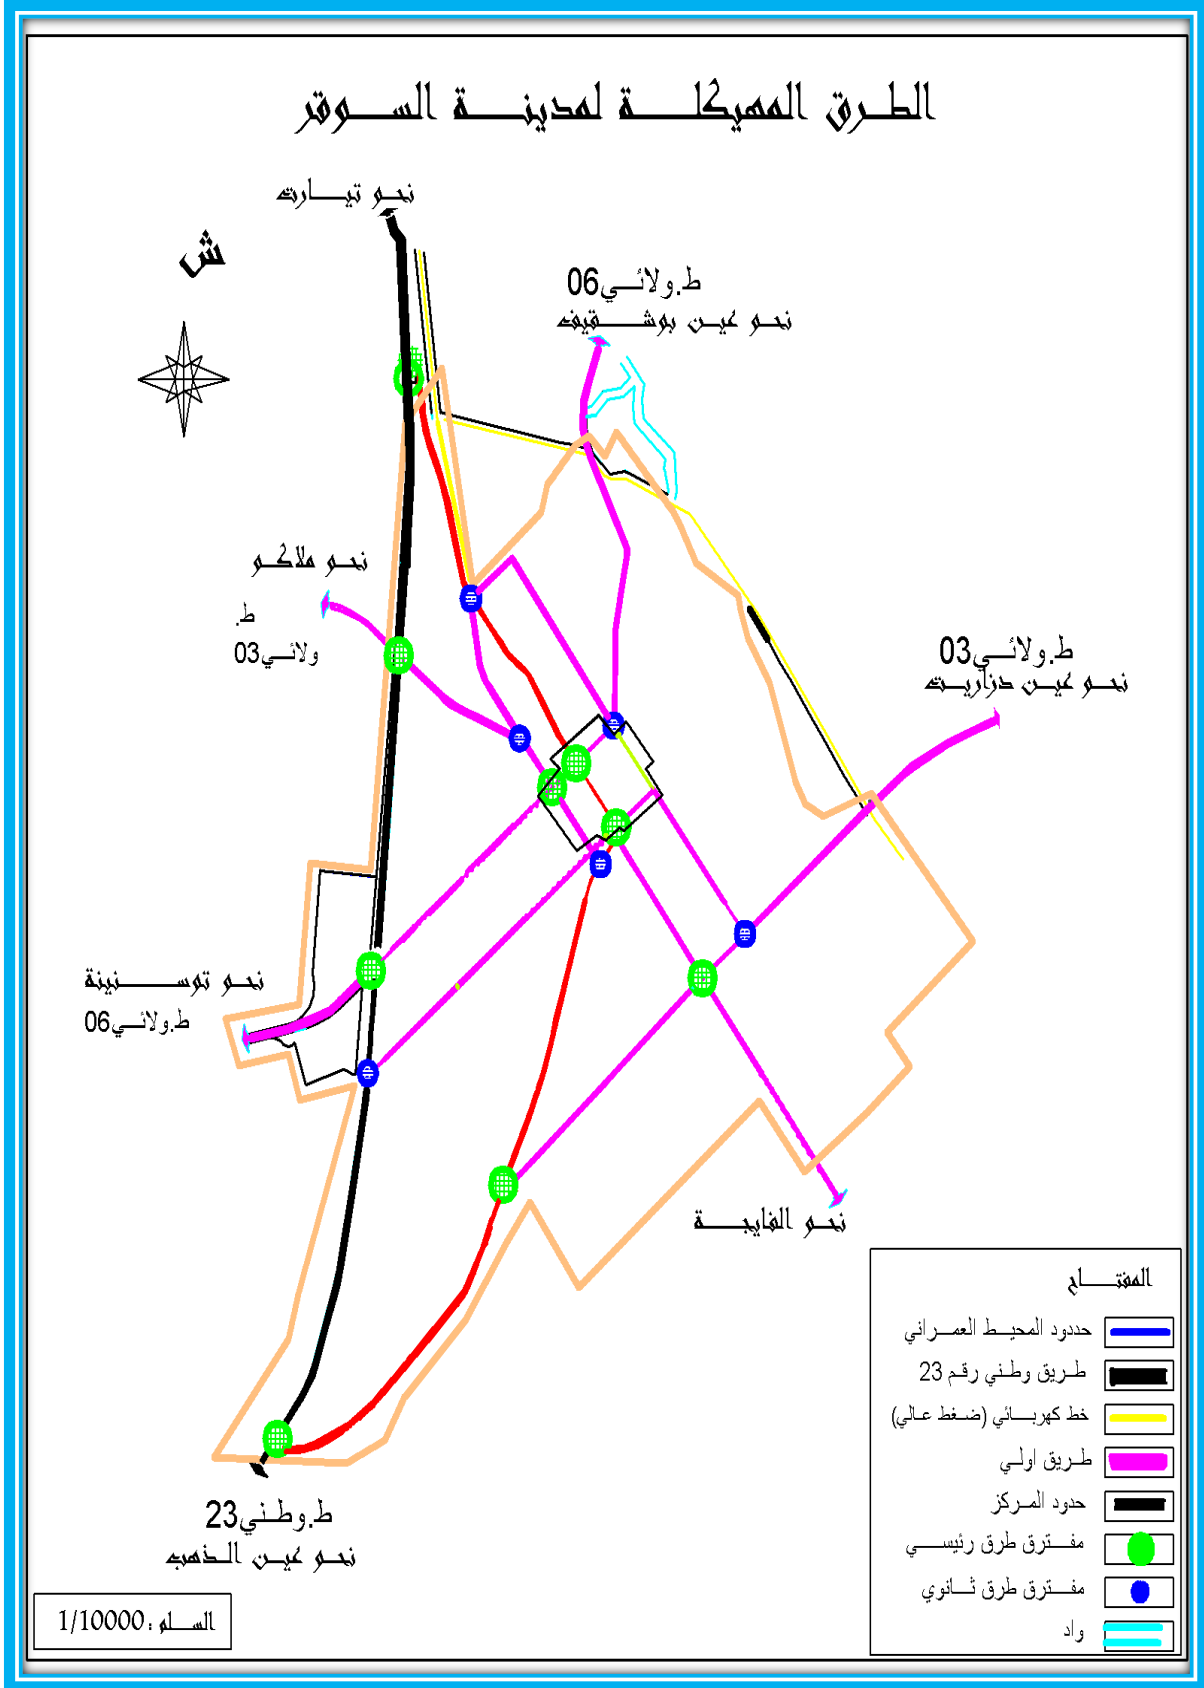 الطرق المهيكلة لمدينة السوقر
نحو تيارت
ش
ط.ولائي06
نحو عين بوشقيف
نحو ملاكو
ط.
ولائي03
ط.ولائي03
نحو عين دزاريت
نحو توسنينة
ط.ولائي06
نحو الفايجة
ط.وطني23
نحو عين الذهب
المفتاح
حددود المحيط العمراني
طريق وطني رقم 23
خط كهربائي (ضغط عالي)
طريق اولي
حدود المركز
مفترق طرق رئيسي
مفترق طرق ثانوي
واد
السلم : 1/10000